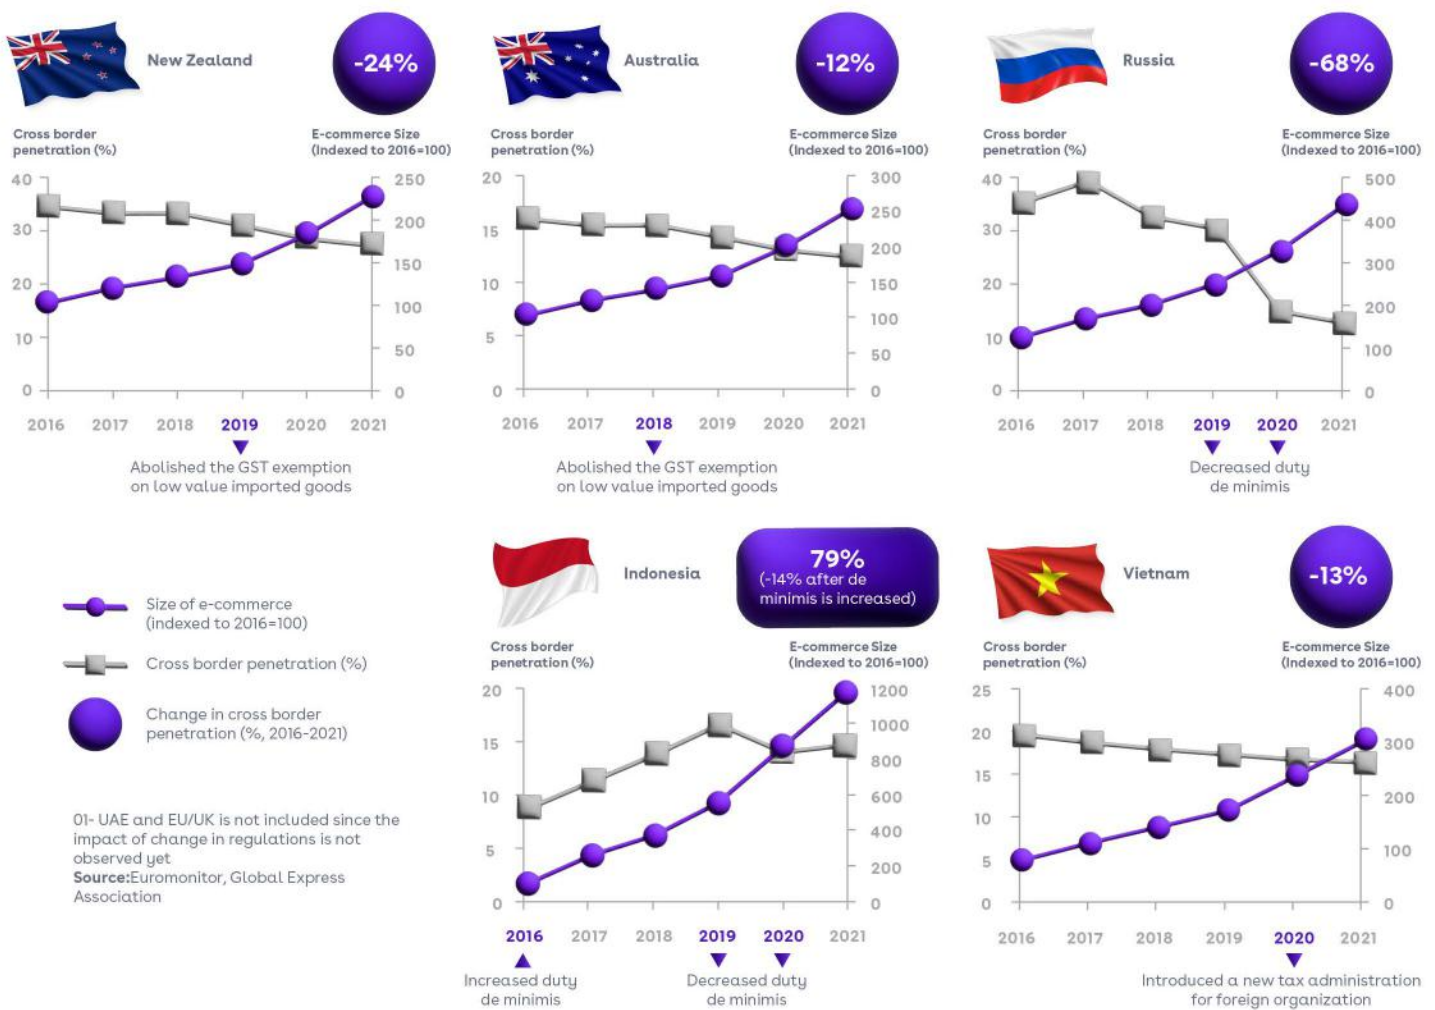 New Zealand
-24%
Cross border
penetration (%)
E-commerce Size
(Indexed to 2016=100)
40
30
20
10
0
250
200
150
100
50
0
2016 2017 2018 2019 2020 2021
Abolished the GST exemption
on low value imported goods
Australia
-12%
Cross border
penetration (%)
E-commerce Size
(Indexed to 2016=100)
20
15
10
5
0
300
250
200
150
100
50
0
2016 2017 2018 2019 2020 2021
Abolished the GST exemption
on low value imported goods
Russia
-68%
Cross border
penetration (%)
E-commerce Size
(Indexed to 2016=100)
40
30
20
10
0
500
400
300
200
100
0
2016 2017 2018 2019 2020 2021
Decreased duty
de minimis
Size of e-commerce
(indexed to 2016=100)
Cross border penetration (%)
Change in cross border
penetration (%, 2016-2021)
01- UAE and EU/UK is not included since the
impact of change in regulations is not
observed yet
Source:Euromonitor, Global Express
Association
Indonesia
79%
(-14% after de
minimis is increased)
Cross border
penetration (%)
E-commerce Size
(Indexed to 2016=100)
20
15
10
5
0
1200
1000
800
600
400
200
0
2016 2017 2018 2019 2020 2021
Increased duty
de minimis
Decreased duty
de minimis
Vietnam
-13%
Cross border
penetration (%)
E-commerce Size
(Indexed to 2016=100)
25
20
15
10
5
0
400
300
200
100
0
2016 2017 2018 2019 2020 2021
Introduced a new tax administration
for foreign organization